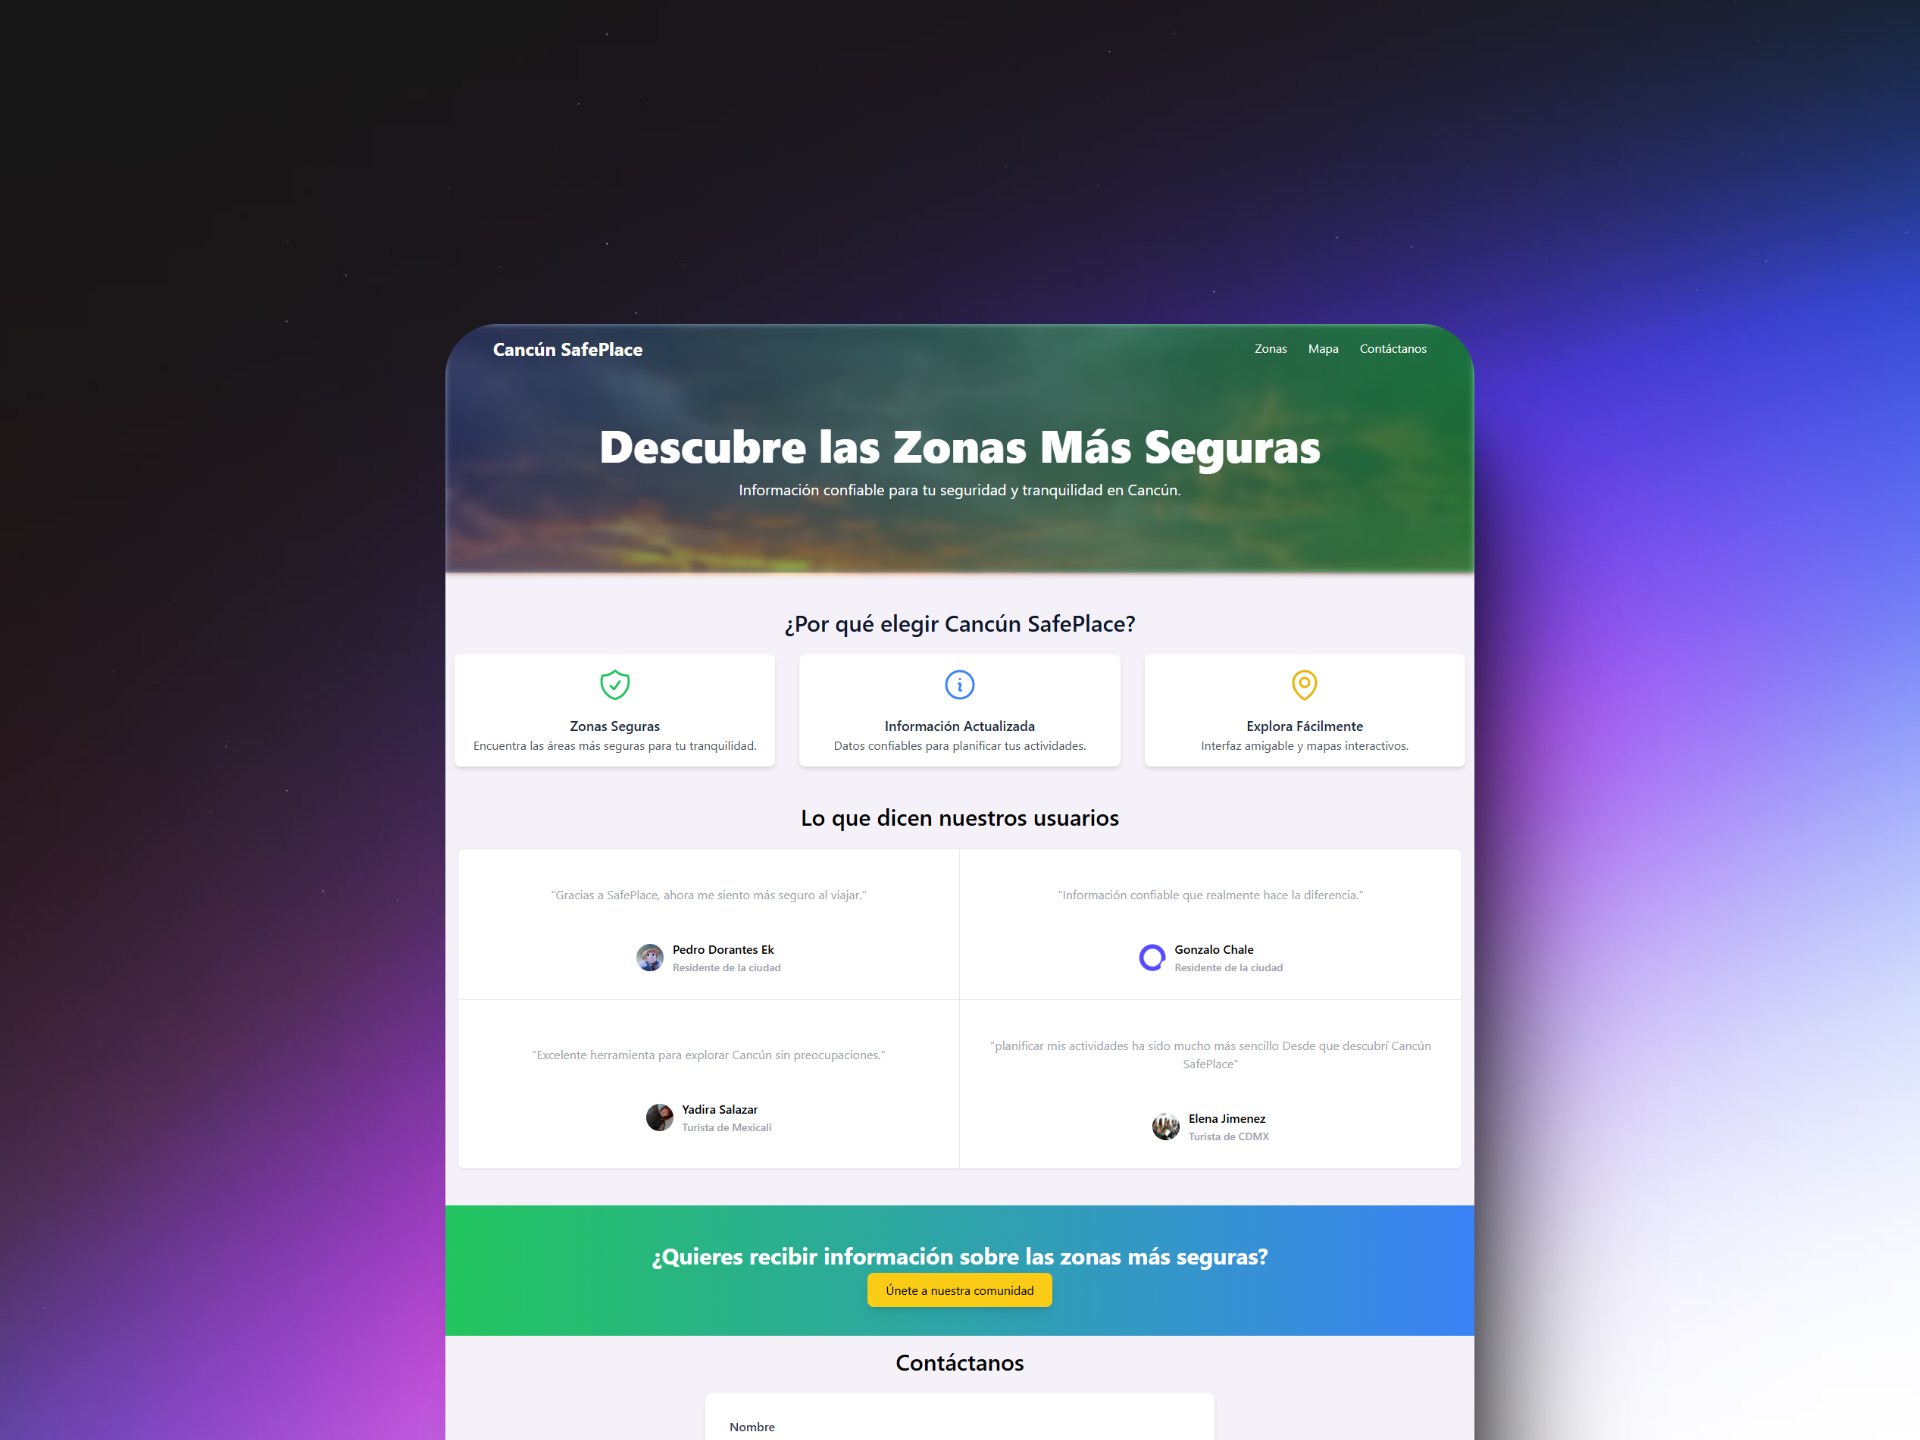 Cancún SafePlace
Zonas Mapa Contáctanos
Descubre las Zonas Más Seguras
Información confiable para tu seguridad y tranquilidad en Cancún.
¿Por qué elegir Cancún SafePlace?
Zonas Seguras
Encuentra las áreas más seguras para tu tranquilidad.
Información Actualizada
Datos confiables para planificar tus actividades.
Explora Fácilmente
Interfaz amigable y mapas interactivos.
Lo que dicen nuestros usuarios
"Gracias a SafePlace, ahora me siento más seguro al viajar."
Pedro Dorantes Ek
Residente de la ciudad
"Información confiable que realmente hace la diferencia."
Gonzalo Chale
Residente de la ciudad
"Excelente herramienta para explorar Cancún sin preocupaciones."
Yadira Salazar
Turista de Mexicali
"planificar mis actividades ha sido mucho más sencillo Desde que descubrí Cancún
SafePlace"
Elena Jimenez
Turista de CDMX
¿Quieres recibir información sobre las zonas más seguras?
Únete a nuestra comunidad
Contáctanos
Nombre